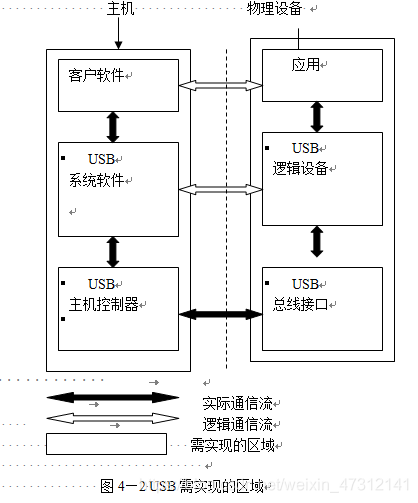 主机
物理设备
客户软件
应用
USB
系统软件
USB
逻辑设备
USB
主机控制器
USB
总线接口
实际通信流
逻辑通信流
需实现的区域
图 4－2 USB 需实现的区域
net/weixin_47312141